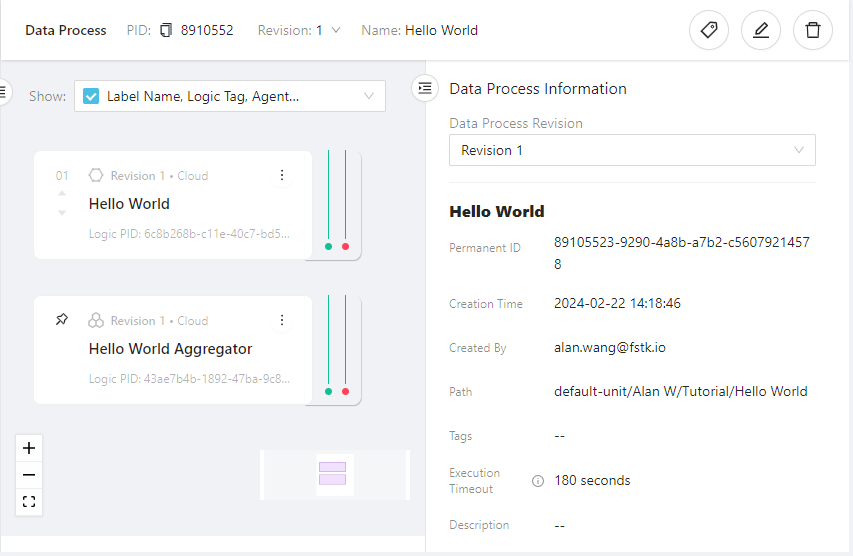 Data Process PID: 8910552 Revision: 1 Name: Hello World
Show: Label Name, Logic Tag, Agent...
01 Revision 1 • Cloud
Hello World
Logic PID: 6c8b268b-c11e-40c7-bd5...
Revision 1 • Cloud
Hello World Aggregator
Logic PID: 43ae7b4b-1892-47ba-9c8...
Data Process Information
Data Process Revision
Revision 1
Hello World
Permanent ID 89105523-9290-4a8b-a7b2-c5607921457
8
Creation Time 2024-02-22 14:18:46
Created By alan.wang@fstk.io
Path default-unit/Alan W/Tutorial/Hello World
Tags --
Execution
Timeout 180 seconds
Description --